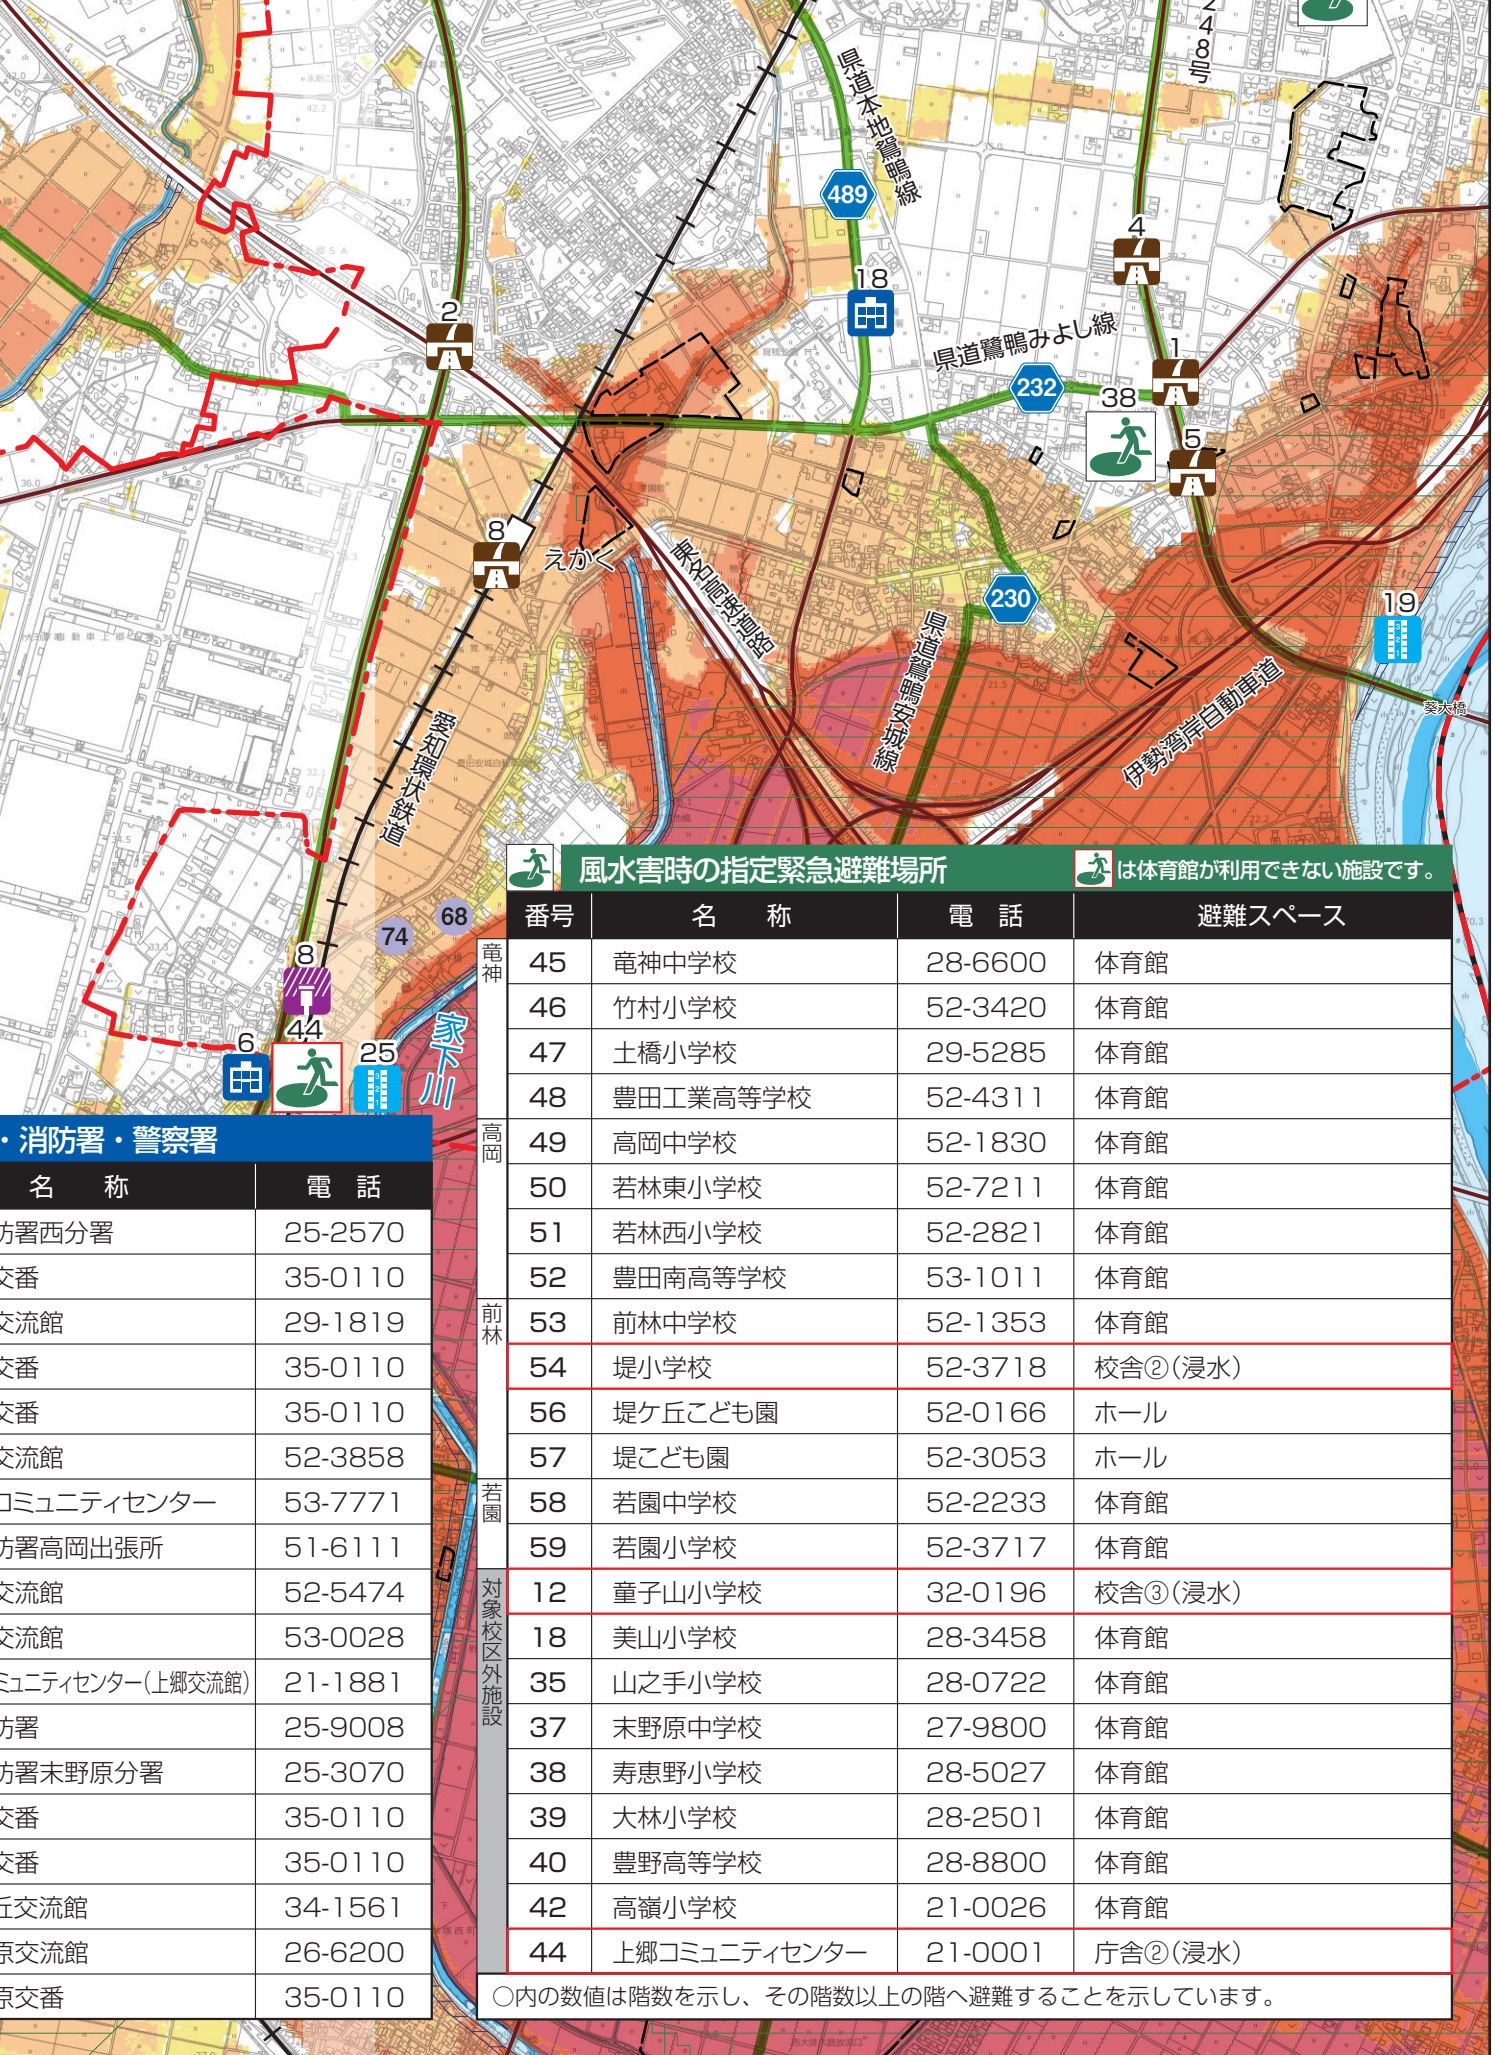 248号
県道本地鴛鴨線
489
4
2
18
県道鷺鴨みよし線
1
232
38
5
8
えかく
東名高速道路
230
県道鴛鴨安城線
19
葵大橋
伊勢湾岸自動車道
愛知環状鉄道
74
68
8
44
6
25
家下川
風水害時の指定緊急避難場所 は体育館が利用できない施設です。
番号 名称 電話 避難スペース
竜神
45 竜神中学校 28-6600 体育館
46 竹村小学校 52-3420 体育館
47 土橋小学校 29-5285 体育館
48 豊田工業高等学校 52-4311 体育館
高岡
49 高岡中学校 52-1830 体育館
50 若林東小学校 52-7211 体育館
51 若林西小学校 52-2821 体育館
52 豊田南高等学校 53-1011 体育館
前林
53 前林中学校 52-1353 体育館
54 堤小学校 52-3718 校舎②(浸水)
56 堤ケ丘こども園 52-0166 ホール
57 堤こども園 52-3053 ホール
若園
58 若園中学校 52-2233 体育館
59 若園小学校 52-3717 体育館
対象校区外施設
12 童子山小学校 32-0196 校舎③(浸水)
18 美山小学校 28-3458 体育館
35 山之手小学校 28-0722 体育館
37 末野原中学校 27-9800 体育館
38 寿恵野小学校 28-5027 体育館
39 大林小学校 28-2501 体育館
40 豊野高等学校 28-8800 体育館
42 高嶺小学校 21-0026 体育館
44 上郷コミュニティセンター 21-0001 庁舎②(浸水)
○内の数値は階数を示し、その階数以上の階へ避難することを示しています。
・消防署・警察署
名称 電話
防署西分署 25-2570
交番 35-0110
交流館 29-1819
交番 35-0110
交番 35-0110
交流館 52-3858
コミュニティセンター 53-7771
防署高岡出張所 51-6111
交流館 52-5474
交流館 53-0028
ミュニティセンター(上郷交流館) 21-1881
防署 25-9008
防署末野原分署 25-3070
交番 35-0110
交番 35-0110
丘交流館 34-1561
原交流館 26-6200
原交番 35-0110